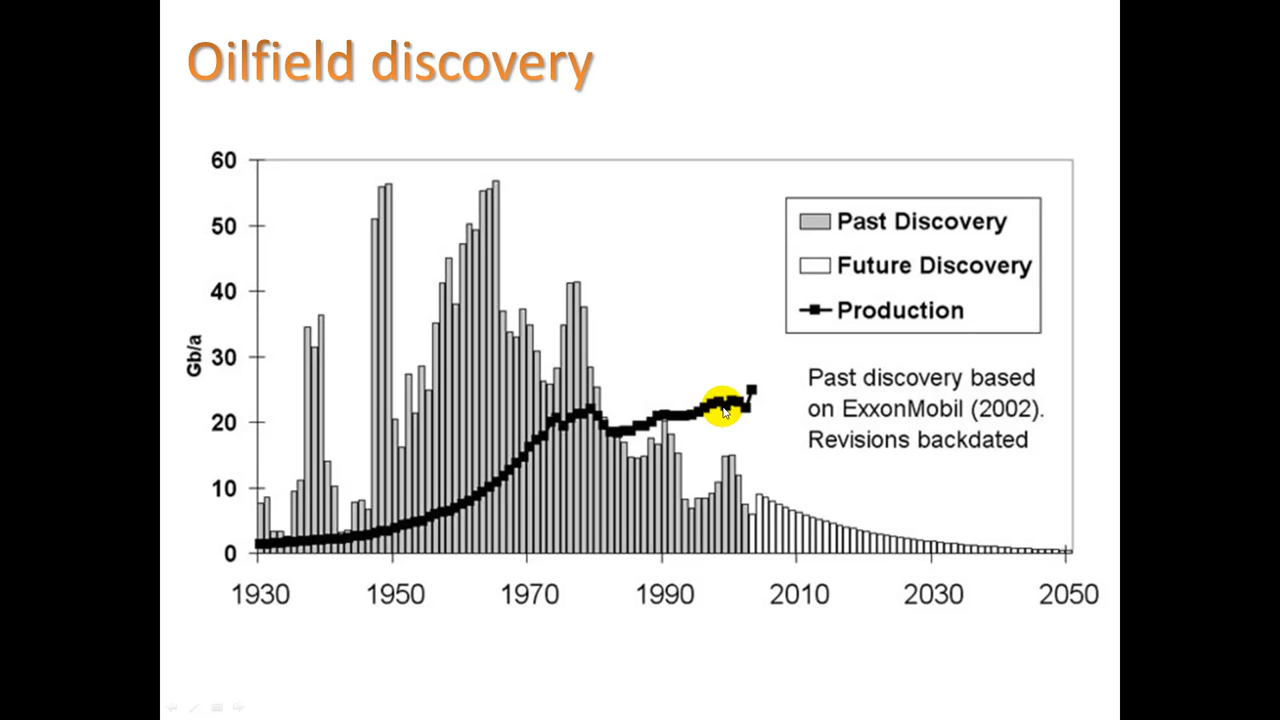 Oilfield discovery
60
50
40
30
20
10
0
Gb/a
1930 1950 1970 1990 2010 2030 2050
Past Discovery
Future Discovery
Production
Past discovery based
on ExxonMobil (2002).
Revisions backdated